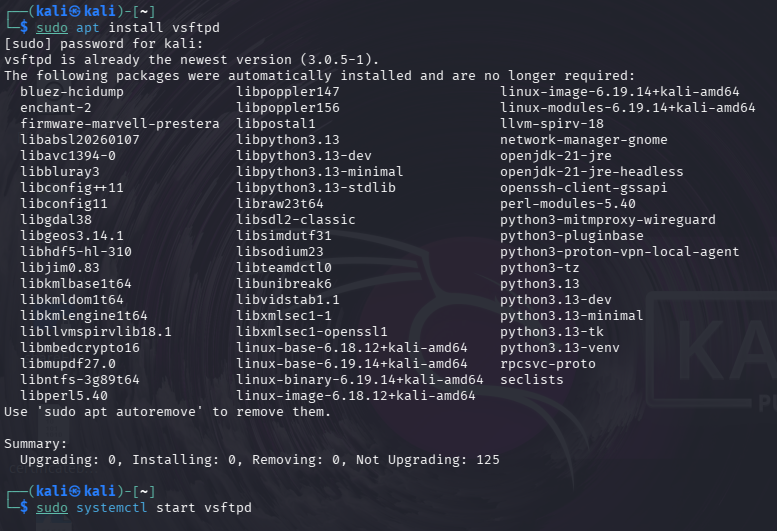 ┌──(kali㉿kali)-[~]
└─$ sudo apt install vsftpd
[sudo] password for kali:
vsftpd is already the newest version (3.0.5-1).
The following packages were automatically installed and are no longer required:
  bluez-hcidump              libpoppler147                    linux-image-6.19.14+kali-amd64
  enchant-2                  libpoppler156                    linux-modules-6.19.14+kali-amd64
  firmware-marvell-prestera  libpostal1                       llvm-spirv-18
  libabsl20260107            libpython3.13                    network-manager-gnome
  libavc1394-0               libpython3.13-dev                openjdk-21-jre
  libbluray3                 libpython3.13-minimal            openjdk-21-jre-headless
  libconfig++11              libpython3.13-stdlib             openssh-client-gssapi
  libconfig11                libraw23t64                      perl-modules-5.40
  libgdal38                  libsdl2-classic                  python3-mitmproxy-wireguard
  libgeos3.14.1              libsimdutf31                     python3-pluginbase
  libhdf5-hl-310             libsodium23                      python3-proton-vpn-local-agent
  libjim0.83                 libteamdctl0                     python3-tz
  libkmlbase1t64             libunibreak6                     python3.13
  libkmldom1t64              libvidstab1.1                    python3.13-dev
  libkmlengine1t64           libxmlsec1-1                     python3.13-minimal
  libllvmspirvlib18.1        libxmlsec1-openssl1              python3.13-tk
  libmbedcrypto16            linux-base-6.18.12+kali-amd64    python3.13-venv
  libmupdf27.0               linux-base-6.19.14+kali-amd64    rpcsvc-proto
  libntfs-3g89t64            linux-binary-6.19.14+kali-amd64  seclists
  libperl5.40                linux-image-6.18.12+kali-amd64
Use 'sudo apt autoremove' to remove them.

Summary:
  Upgrading: 0, Installing: 0, Removing: 0, Not Upgrading: 125

┌──(kali㉿kali)-[~]
└─$ sudo systemctl start vsftpd
KA